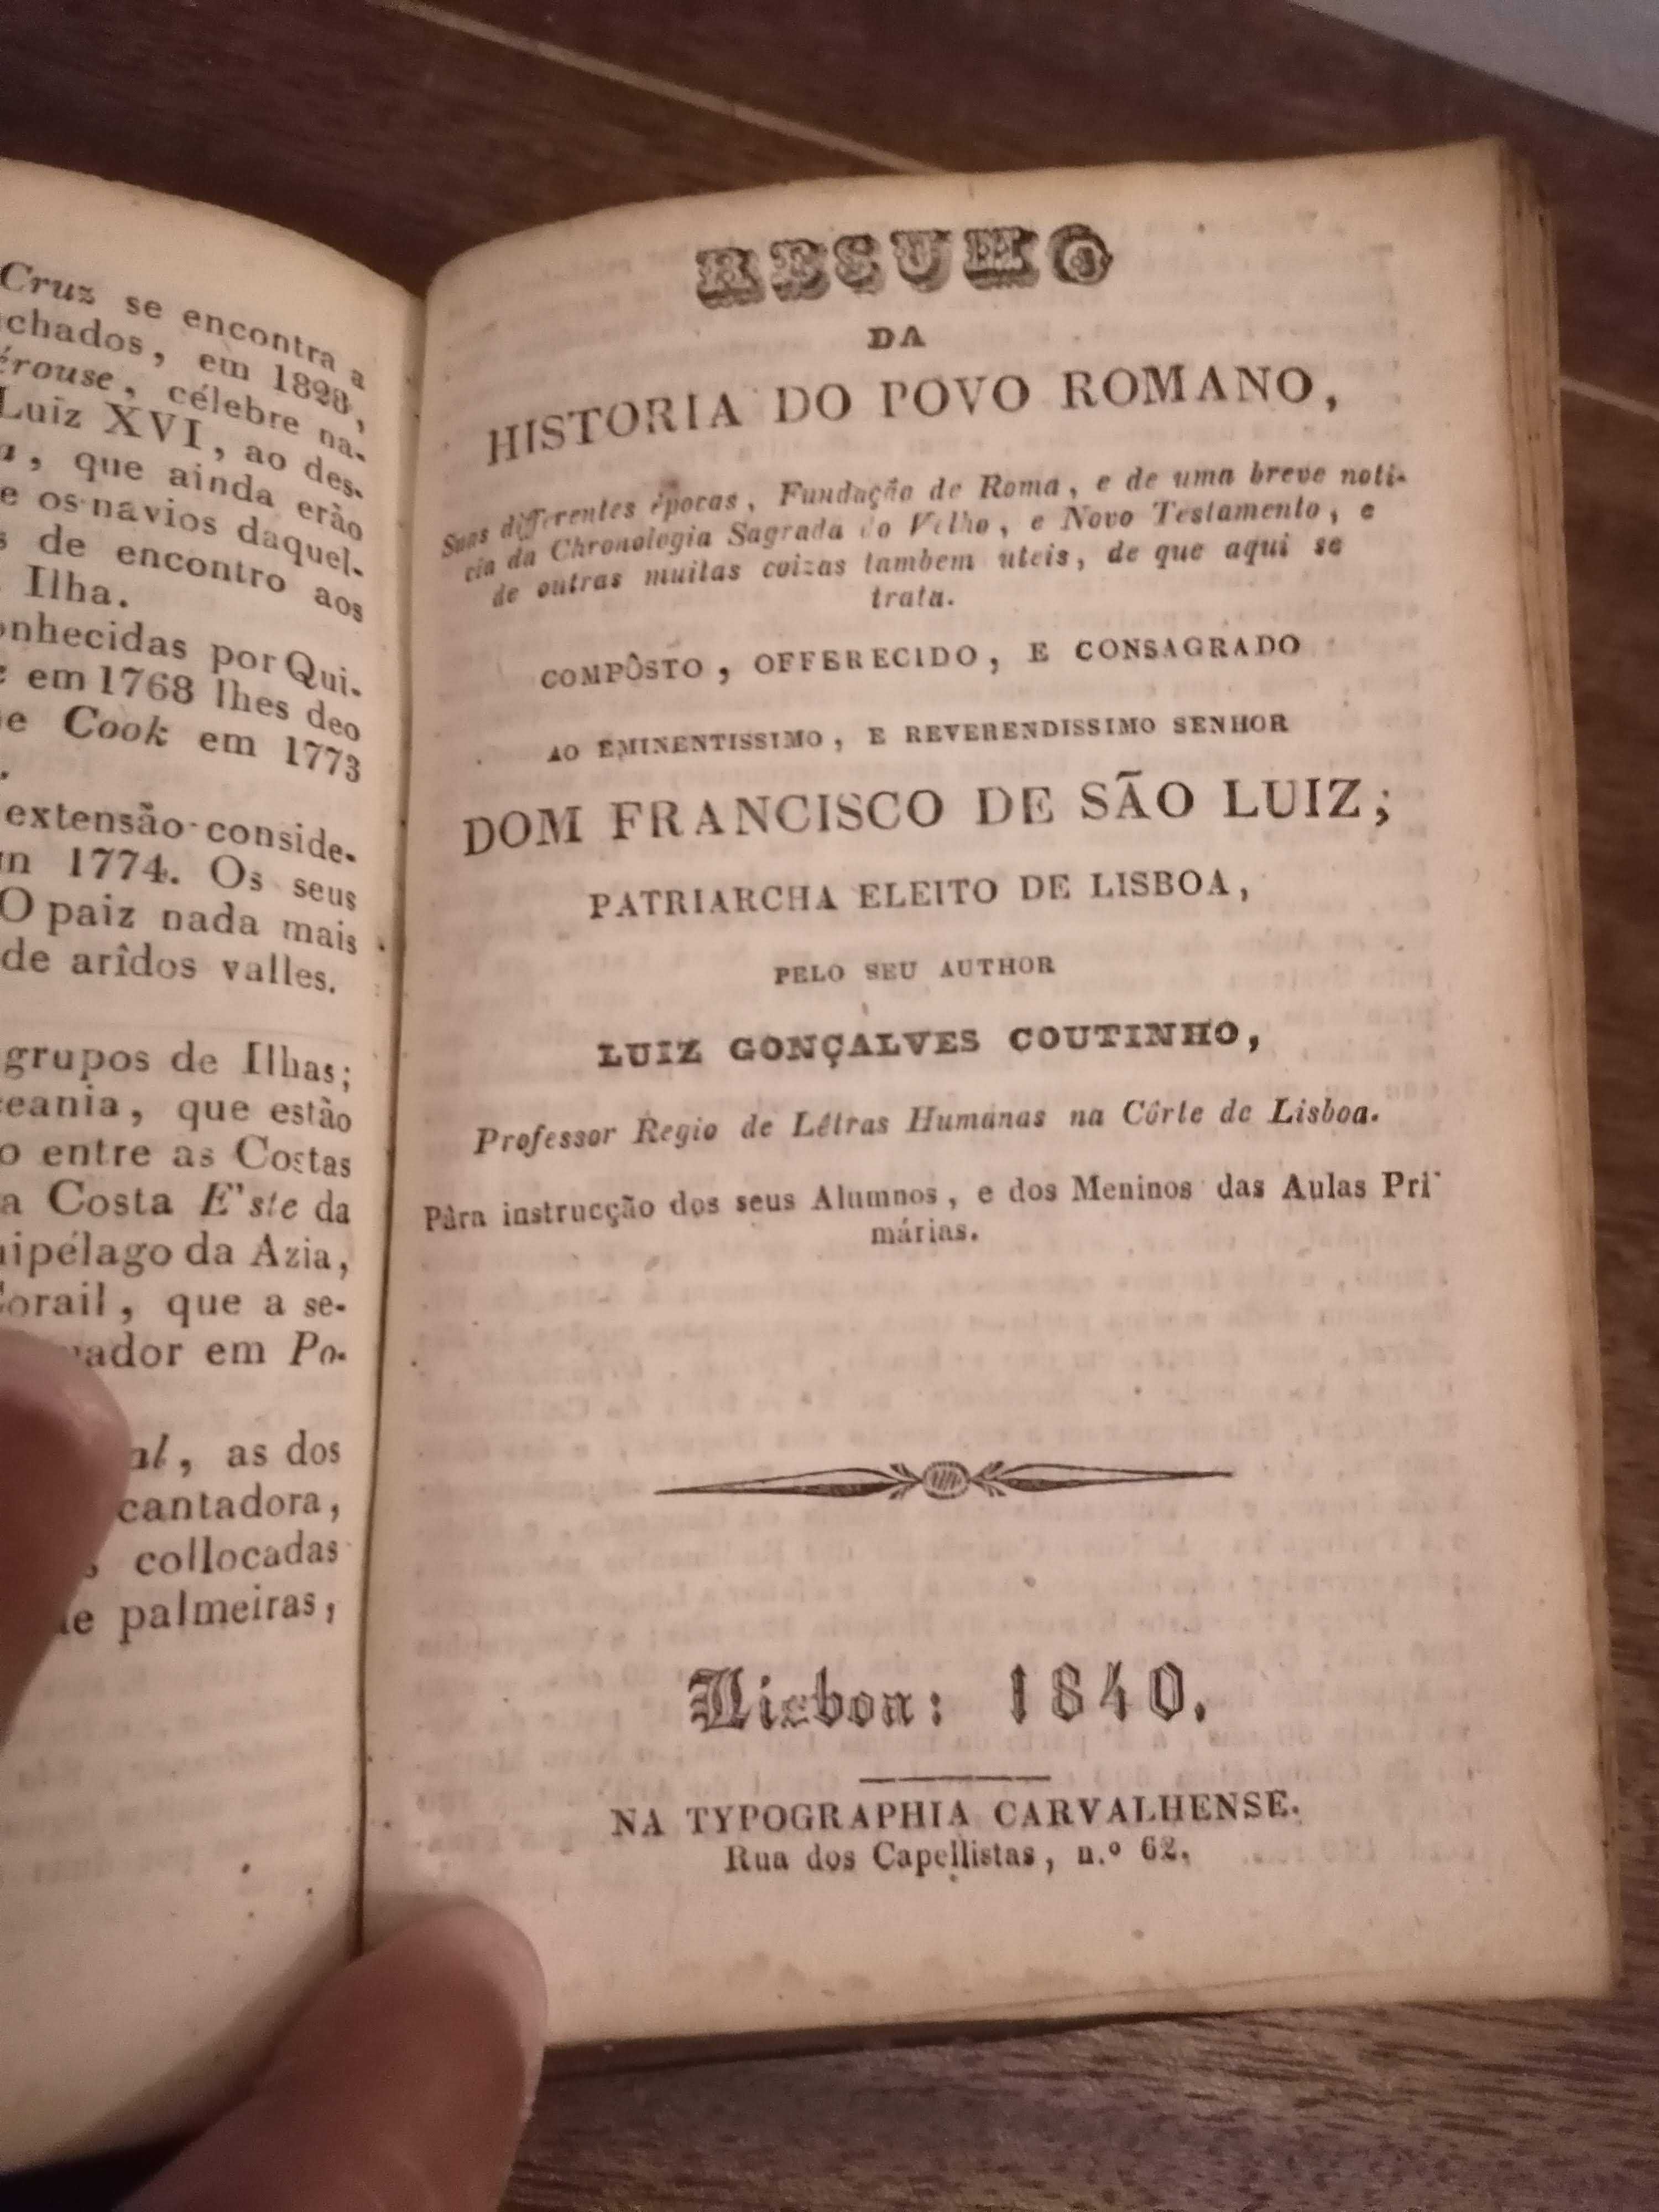 Cruz se encontra a
chados, em 1828,
érouse, célebre na-
Luiz XVI, ao des-
, que ainda erão
e os navios daquel-
s de encontro aos
Ilha.
onhecidas por Qui-
em 1768 lhes deo
e Cook em 1773
extensão conside-
m 1774. Os seus
O paiz nada mais
de arîdos valles.
grupos de Ilhas;
ceania, que estão
o entre as Costas
a Costa E'ste da
ipélago da Azia,
Corail, que a se-
uador em Po-
al, as dos
cantadora,
, collocadas
de palmeiras,
RESUMO
DA
HISTORIA DO POVO ROMANO,
Suas differentes épocas, Fundação de Roma, e de uma breve noti-
cia da Chronologia Sagrada do Velho, e Novo Testamento, e
de outras muitas coizas tambem uteis, de que aqui se
trata.
COMPÔSTO, OFFERECIDO, E CONSAGRADO
AO EMINENTISSIMO, E REVERENDISSIMO SENHOR
DOM FRANCISCO DE SÃO LUIZ;
PATRIARCHA ELEITO DE LISBOA,
PELO SEU AUTHOR
LUIZ GONÇALVES COUTINHO,
Professor Regio de Lêtras Humanas na Côrte de Lisboa.
Pâra instrucção dos seus Alumnos, e dos Meninos das Aulas Pri-
márias.
Lisboa: 1840.
NA TYPOGRAPHIA CARVALHENSE.
Rua dos Capellistas, n.º 62.